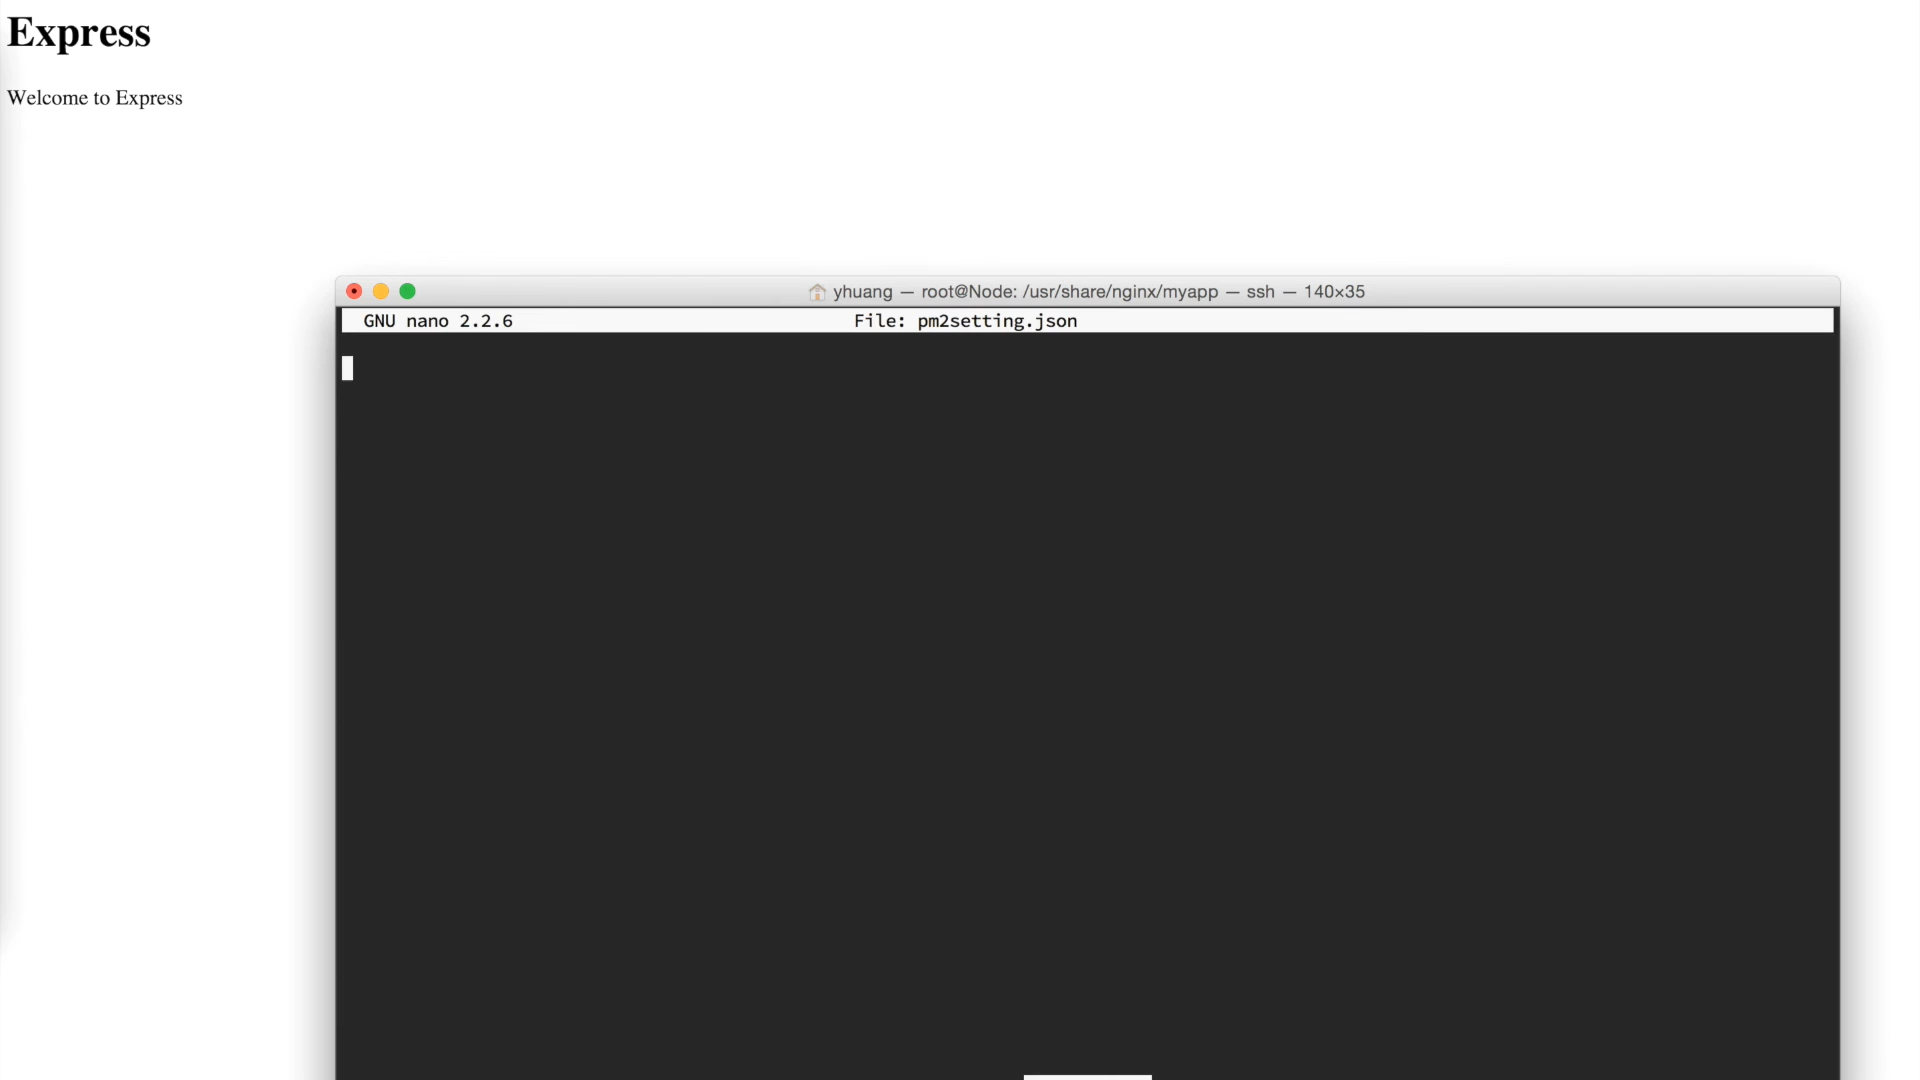 Express
Welcome to Express
yhuang — root@Node: /usr/share/nginx/myapp — ssh — 140×35
GNU nano 2.2.6 File: pm2setting.json